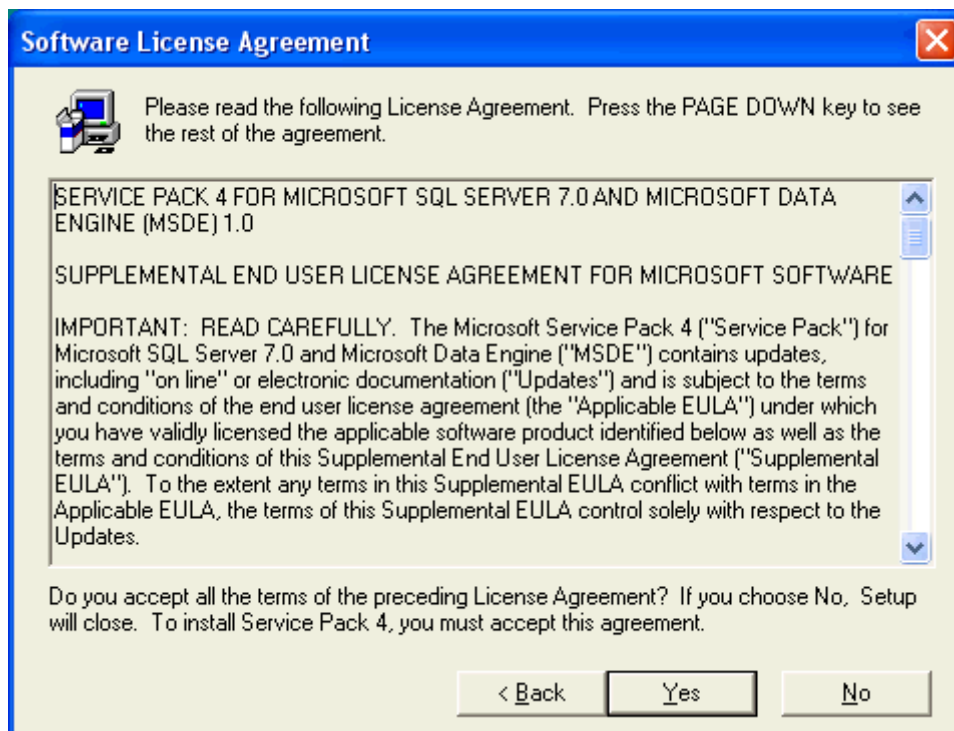 Software License Agreement
Please read the following License Agreement.  Press the PAGE DOWN key to see
the rest of the agreement.
SERVICE PACK 4 FOR MICROSOFT SQL SERVER 7.0 AND MICROSOFT DATA
ENGINE (MSDE) 1.0
SUPPLEMENTAL END USER LICENSE AGREEMENT FOR MICROSOFT SOFTWARE
IMPORTANT:  READ CAREFULLY.  The Microsoft Service Pack 4 ("Service Pack") for
Microsoft SQL Server 7.0 and Microsoft Data Engine ("MSDE") contains updates,
including "on line" or electronic documentation ("Updates") and is subject to the terms
and conditions of the end user license agreement (the "Applicable EULA") under which
you have validly licensed the applicable software product identified below as well as the
terms and conditions of this Supplemental End User License Agreement ("Supplemental
EULA").  To the extent any terms in this Supplemental EULA conflict with terms in the
Applicable EULA, the terms of this Supplemental EULA control solely with respect to the
Updates.
Do you accept all the terms of the preceding License Agreement?  If you choose No,  Setup
will close.  To install Service Pack 4, you must accept this agreement.
< Back
Yes
No